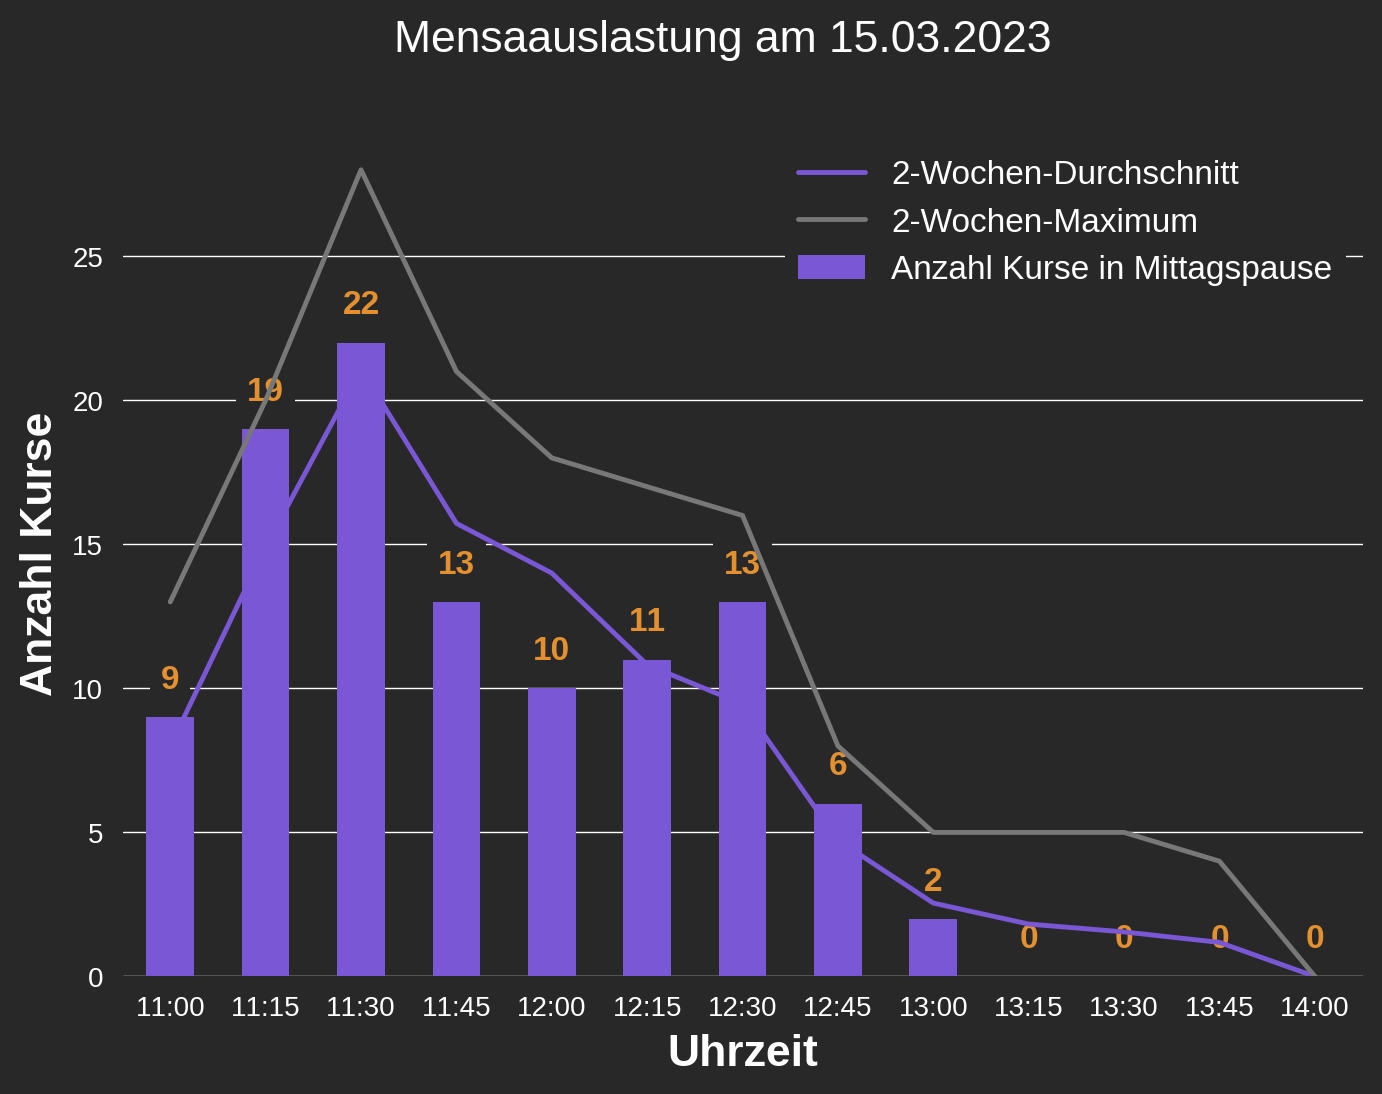 Mensaauslastung am 15.03.2023
2-Wochen-Durchschnitt
2-Wochen-Maximum
Anzahl Kurse in Mittagspause
Anzahl Kurse
25
20
15
10
5
0
9
19
22
13
10
11
13
6
2
0
0
0
0
11:00 11:15 11:30 11:45 12:00 12:15 12:30 12:45 13:00 13:15 13:30 13:45 14:00
Uhrzeit